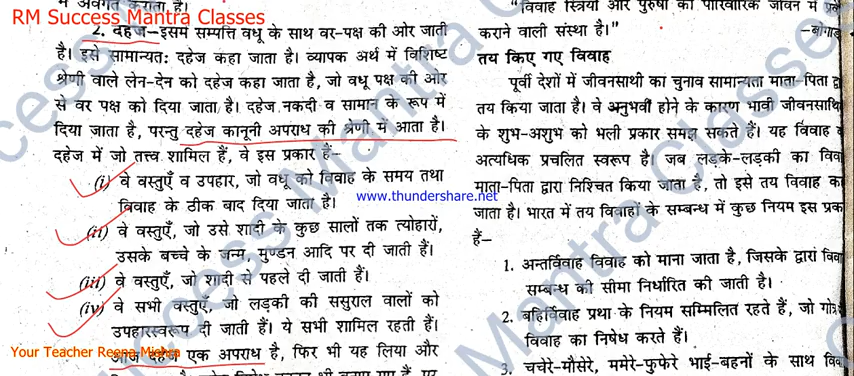 RM Success Mantra Classes
2. दहेज–इसमें सम्पत्ति वधू के साथ वर-पक्ष की ओर जाती
है। इसे सामान्यत: दहेज कहा जाता है। व्यापक अर्थ में विशिष्ट
श्रेणी वाले लेन-देन को दहेज कहा जाता है, जो वधू पक्ष की ओर
से वर पक्ष को दिया जाता है। दहेज नकदी व सामान के रूप में
दिया जाता है, परन्तु दहेज कानूनी अपराध की श्रेणी में आता है।
दहेज में जो तत्त्व शामिल हैं, वे इस प्रकार हैं–
(i) वे वस्तुएँ व उपहार, जो वधू को विवाह के समय तथा
विवाह के ठीक बाद दिया जाता है।
(ii) वे वस्तुएँ, जो उसे शादी के कुछ सालों तक त्योहारों,
उसके बच्चे के जन्म, मुण्डन आदि पर दी जाती हैं।
(iii) वे वस्तुएँ, जो शादी से पहले दी जाती हैं।
(iv) वे सभी वस्तुएँ, जो लड़की की ससुराल वालों को
उपहारस्वरूप दी जाती हैं। ये सभी शामिल रहती हैं।
आज दहेज एक अपराध है, फिर भी यह लिया और
Your Teacher Reena Mishra
www.thundershare.net
"विवाह स्त्रियों और पुरुषों को पारिवारिक जीवन में
कराने वाली संस्था है।"
तय किए गए विवाह
पूर्वी देशों में जीवनसाथी का चुनाव सामान्यता माता-पिता
तय किया जाता है। वे अनुभवी होने के कारण भावी
के शुभ-अशुभ को भली प्रकार समझ सकते हैं। यह विवाह
अत्यधिक प्रचलित स्वरूप है। जब लड़के-लड़की का
माता-पिता द्वारा निश्चित किया जाता है, तो इसे तय विवाह
जाता है। भारत में तय विवाहों के सम्बन्ध में कुछ नियम इस
हैं–
1. अन्तर्विवाह विवाह को माना जाता है, जिसके द्वारा
सम्बन्ध की सीमा निर्धारित की जाती है।
2. बहिर्विवाह प्रथा के नियम सम्मिलित रहते हैं, जो
विवाह का निषेध करते हैं।
3. चचेरे-मौसेरे, ममेरे-फुफेरे भाई-बहनों के साथ